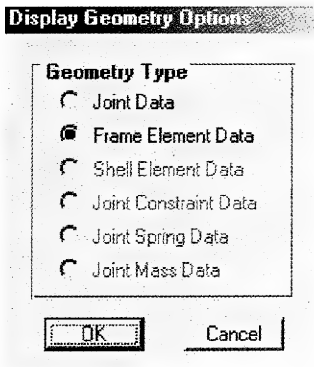 Display Geometry Options
Geometry Type
Joint Data
Frame Element Data
Shell Element Data
Joint Constraint Data
Joint Spring Data
Joint Mass Data
OK
Cancel